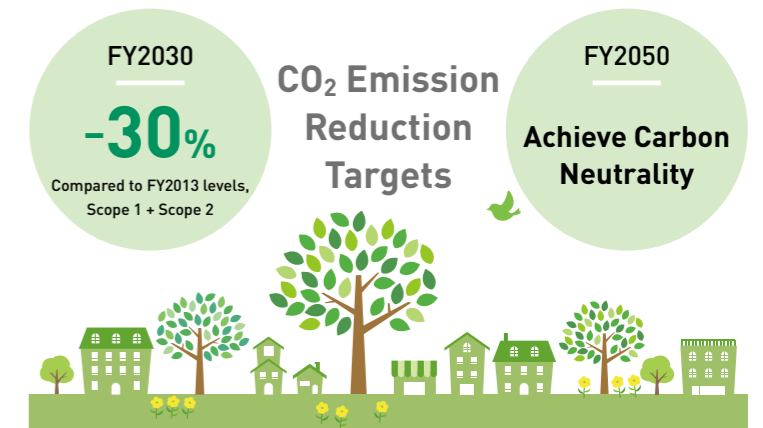 FY2030
-30%
Compared to FY2013 levels,
Scope 1 + Scope 2
CO₂ Emission
Reduction
Targets
FY2050
Achieve Carbon
Neutrality